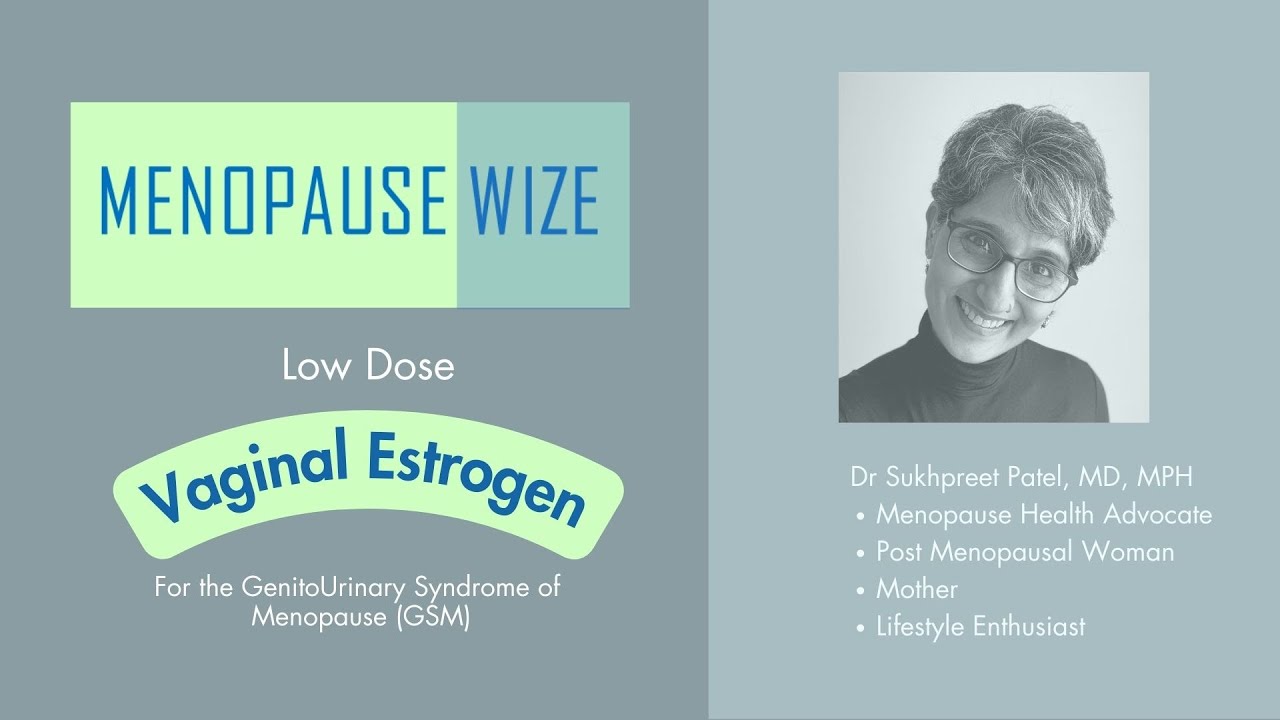 MENOPAUSE WIZE
Low Dose
Vaginal Estrogen
For the GenitoUrinary Syndrome of
Menopause (GSM)
Dr Sukhpreet Patel, MD, MPH
• Menopause Health Advocate
• Post Menopausal Woman
• Mother
• Lifestyle Enthusiast